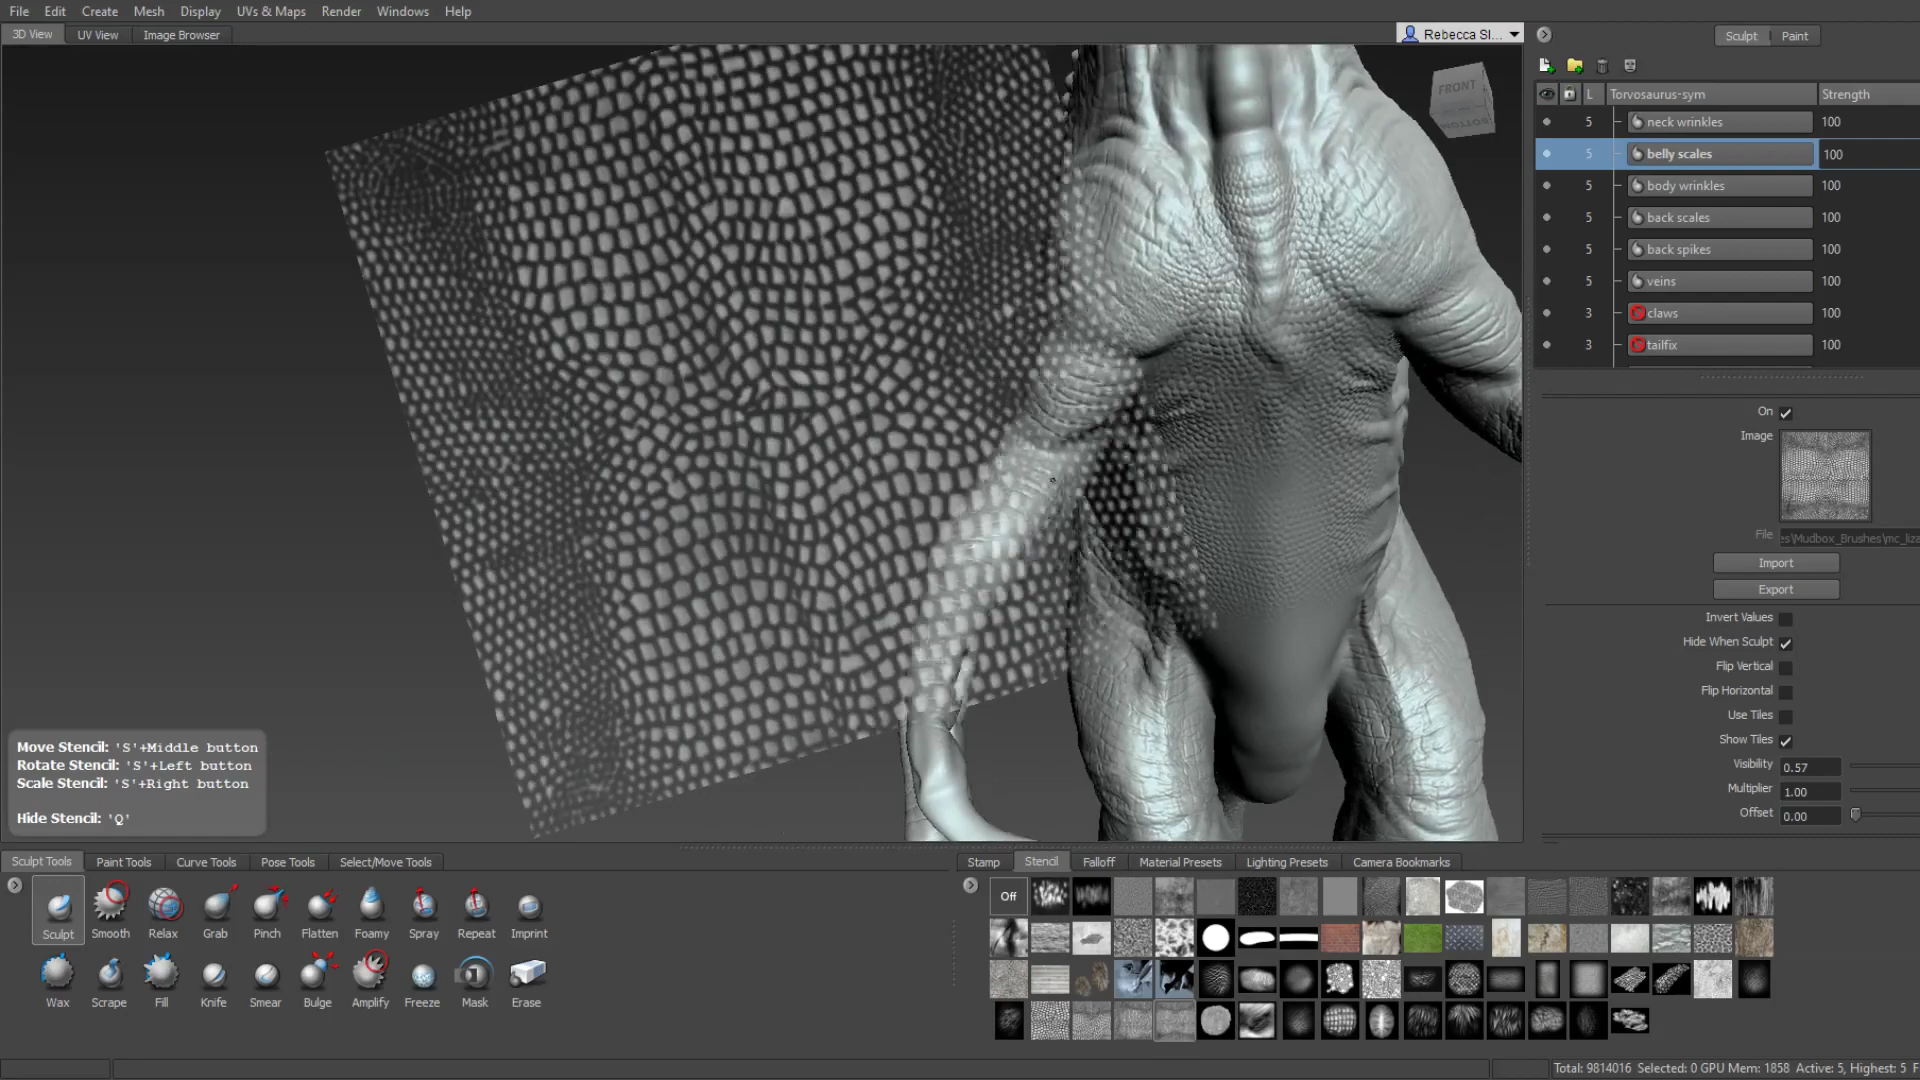 File Edit Create Mesh Display UVs & Maps Render Windows Help
3D View UV View Image Browser
Rebecca Sl...
Sculpt Paint
FRONT
BOTTOM
L Torvosaurus-sym Strength
5 neck wrinkles 100
5 belly scales 100
5 body wrinkles 100
5 back scales 100
5 back spikes 100
5 veins 100
3 claws 100
3 tailfix 100
On
Image
File es\Mudbox_Brushes\mc_liza
Import
Export
Invert Values
Hide When Sculpt
Flip Vertical
Flip Horizontal
Use Tiles
Show Tiles
Visibility 0.57
Multiplier 1.00
Offset 0.00
Move Stencil: 'S'+Middle button
Rotate Stencil: 'S'+Left button
Scale Stencil: 'S'+Right button
Hide Stencil: 'Q'
Sculpt Tools Paint Tools Curve Tools Pose Tools Select/Move Tools
Sculpt Smooth Relax Grab Pinch Flatten Foamy Spray Repeat Imprint
Wax Scrape Fill Knife Smear Bulge Amplify Freeze Mask Erase
Stamp Stencil Falloff Material Presets Lighting Presets Camera Bookmarks
Off
Total: 9814016 Selected: 0 GPU Mem: 1858 Active: 5, Highest: 5 F